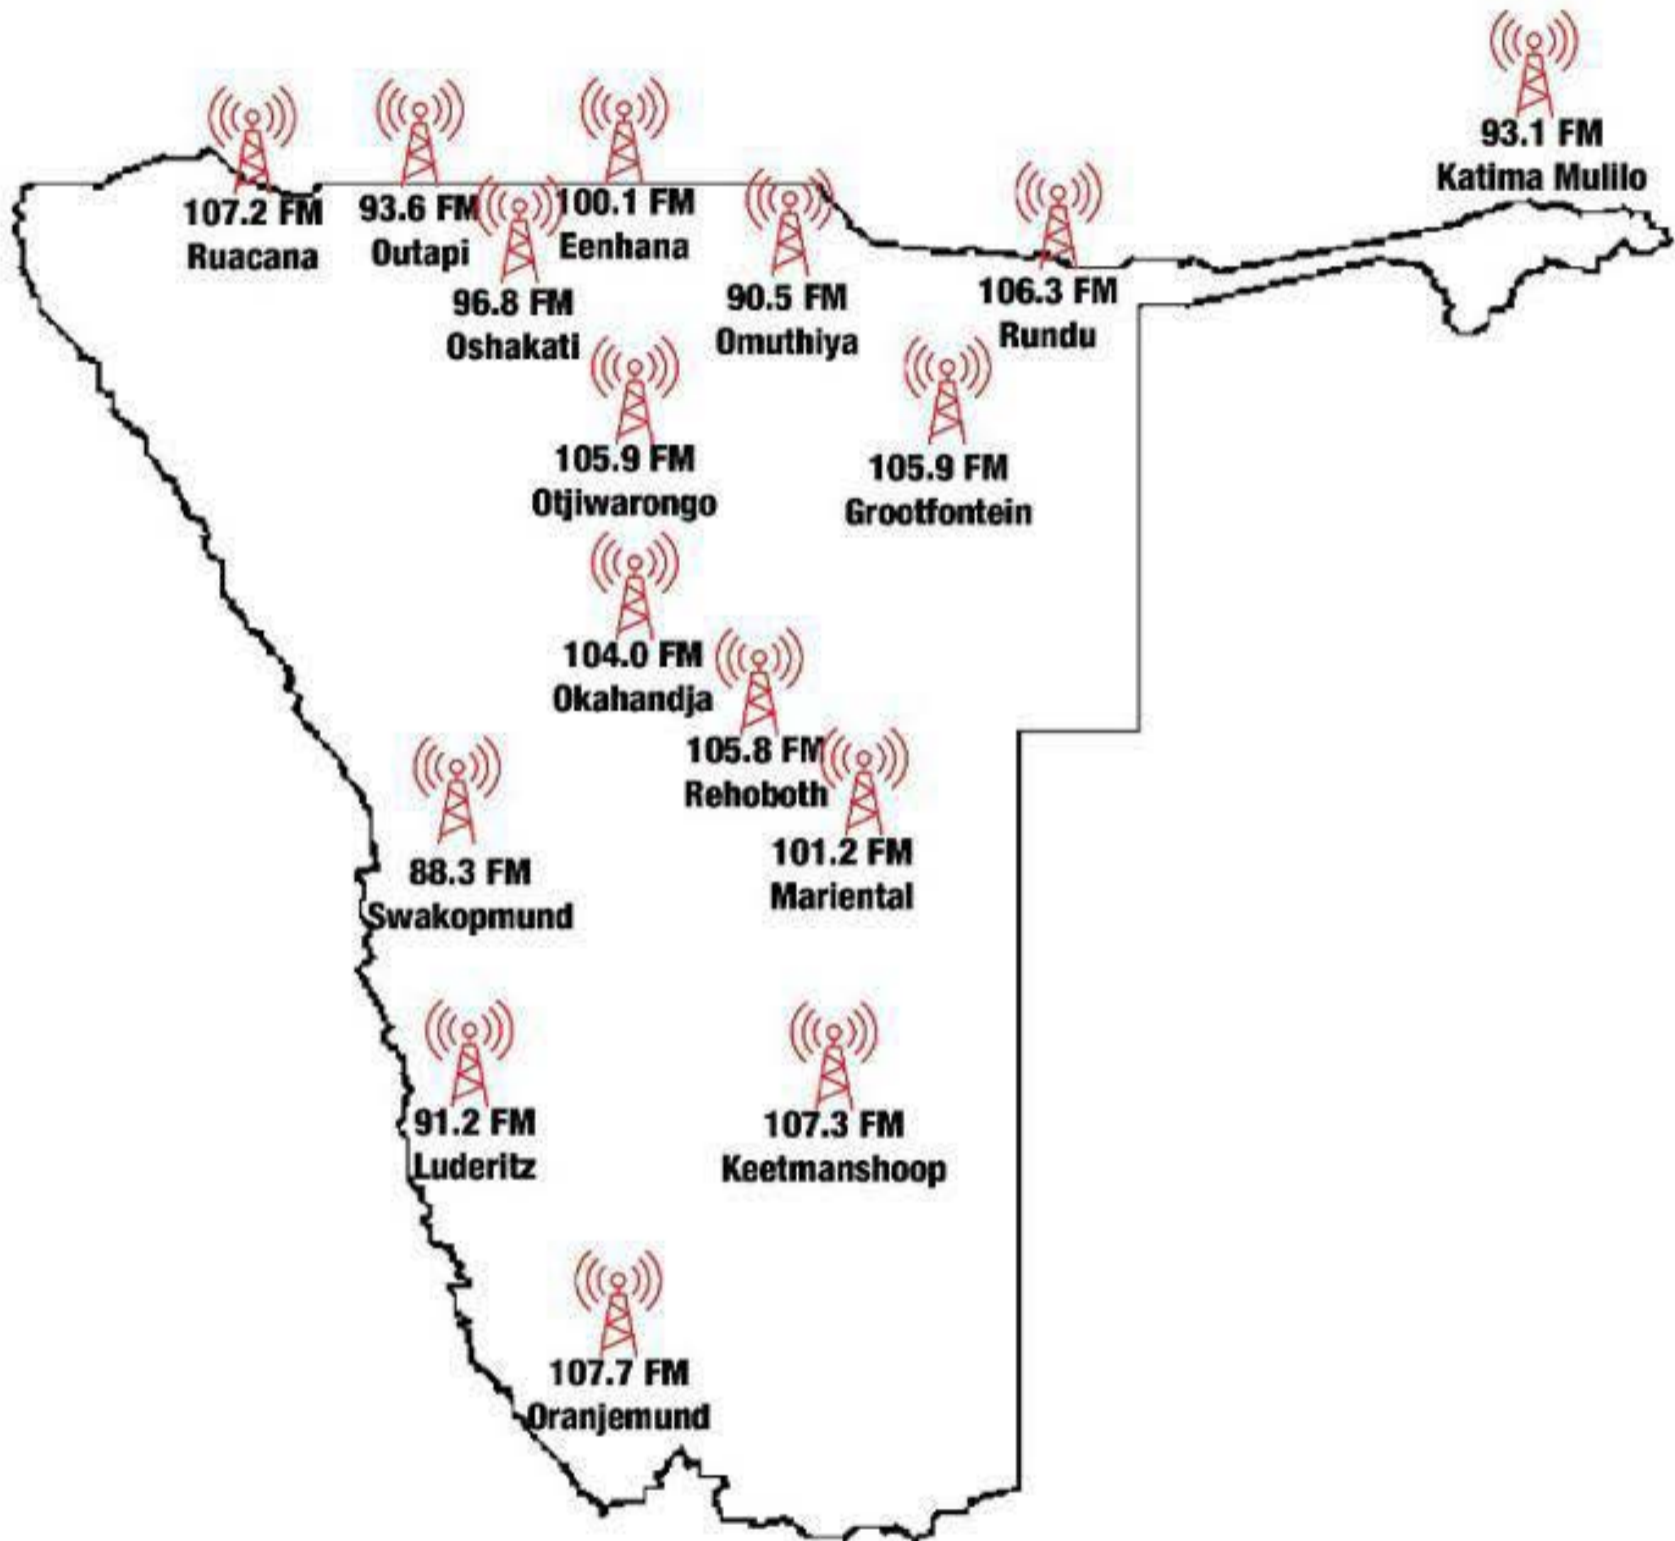 93.1 FM
Katima Mulilo
107.2 FM
Ruacana
93.6 FM
Outapi
100.1 FM
Eenhana
96.8 FM
Oshakati
90.5 FM
Omuthiya
106.3 FM
Rundu
105.9 FM
Otjiwarongo
105.9 FM
Grootfontein
104.0 FM
Okahandja
105.8 FM
Rehoboth
101.2 FM
Mariental
88.3 FM
Swakopmund
91.2 FM
Luderitz
107.3 FM
Keetmanshoop
107.7 FM
Oranjemund